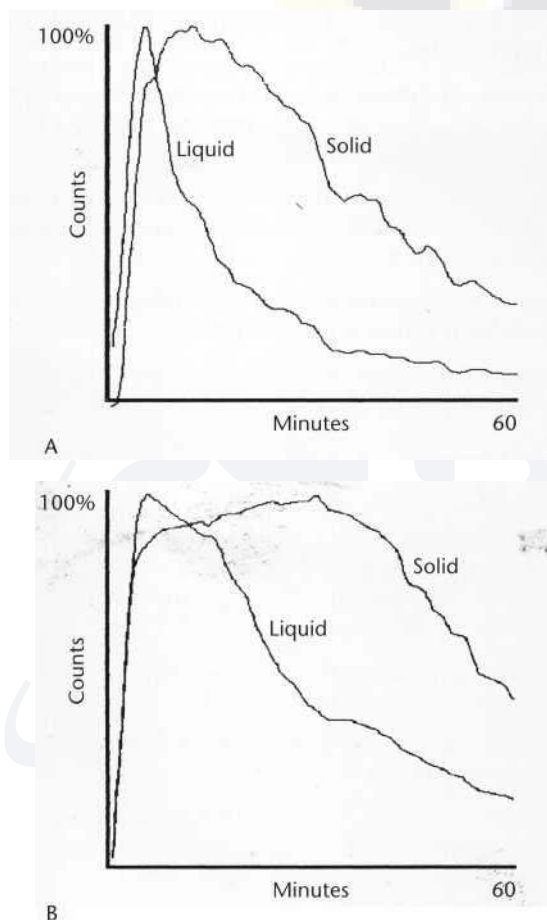 100%
Liquid
Solid
Counts
Minutes 60
A
100%
Solid
Liquid
Counts
Minutes 60
B